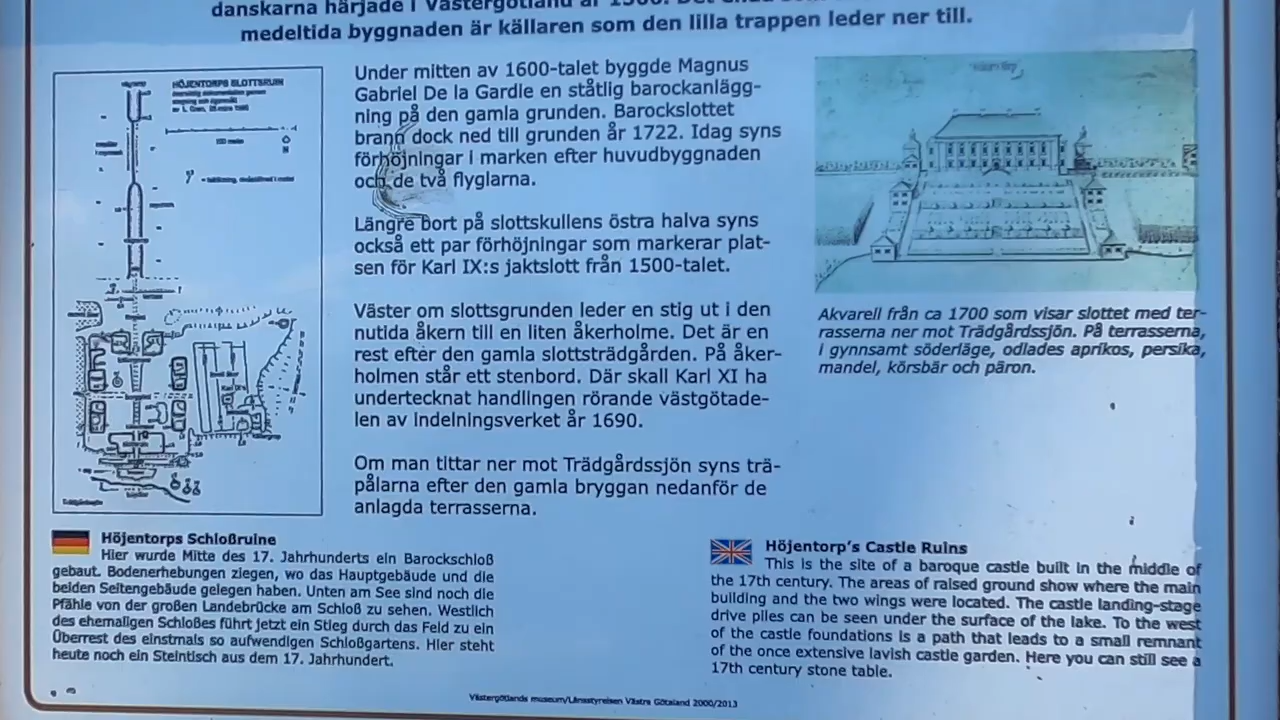 danskarna härjade i Västergötland år 1566. Det enda som
medeltida byggnaden är källaren som den lilla trappen leder ner till.
HÖJENTORPS SLOTTSRUIN
Under mitten av 1600-talet byggde Magnus
Gabriel De la Gardie en ståtlig barockanlägg-
ning på den gamla grunden. Barockslottet
brann dock ned till grunden år 1722. Idag syns
förhöjningar i marken efter huvudbyggnaden
och de två flyglarna.
Längre bort på slottskullens östra halva syns
också ett par förhöjningar som markerar plat-
sen för Karl IX:s jaktslott från 1500-talet.
Väster om slottsgrunden leder en stig ut i den
nutida åkern till en liten åkerholme. Det är en
rest efter den gamla slottsträdgården. På åker-
holmen står ett stenbord. Där skall Karl XI ha
undertecknat handlingen rörande västgötade-
len av indelningsverket år 1690.
Om man tittar ner mot Trädgårdssjön syns trä-
pålarna efter den gamla bryggan nedanför de
anlagda terrasserna.
Akvarell från ca 1700 som visar slottet med ter-
rasserna ner mot Trädgårdssjön. På terrasserna,
i gynnsamt söderläge, odlades aprikos, persika,
mandel, körsbär och päron.
Höjentorps Schloßruine
Hier wurde Mitte des 17. Jahrhunderts ein Barockschloß
gebaut. Bodenerhebungen ziegen, wo das Hauptgebäude und die
beiden Seitengebäude gelegen haben. Unten am See sind noch die
Pfähle von der großen Landebrücke am Schloß zu sehen. Westlich
des ehemaligen Schloßes führt jetzt ein Stieg durch das Feld zu ein
Überrest des einstmals so aufwendigen Schloßgartens. Hier steht
heute noch ein Steintisch aus dem 17. Jahrhundert.
Höjentorp's Castle Ruins
This is the site of a baroque castle built in the middle of
the 17th century. The areas of raised ground show where the main
building and the two wings were located. The castle landing-stage
drive piles can be seen under the surface of the lake. To the west
of the castle foundations is a path that leads to a small remnant
of the once extensive lavish castle garden. Here you can still see a
17th century stone table.
Västergötlands museum/Länsstyrelsen Västra Götaland 2000/2013